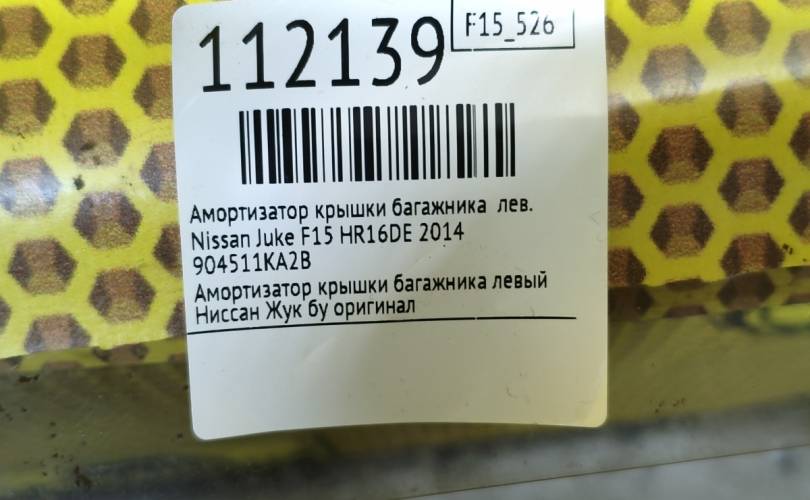 F15_526
112139
Амортизатор крышки багажника лев.
Nissan Juke F15 HR16DE 2014
904511KA2B
Амортизатор крышки багажника левый
Ниссан Жук бу оригинал